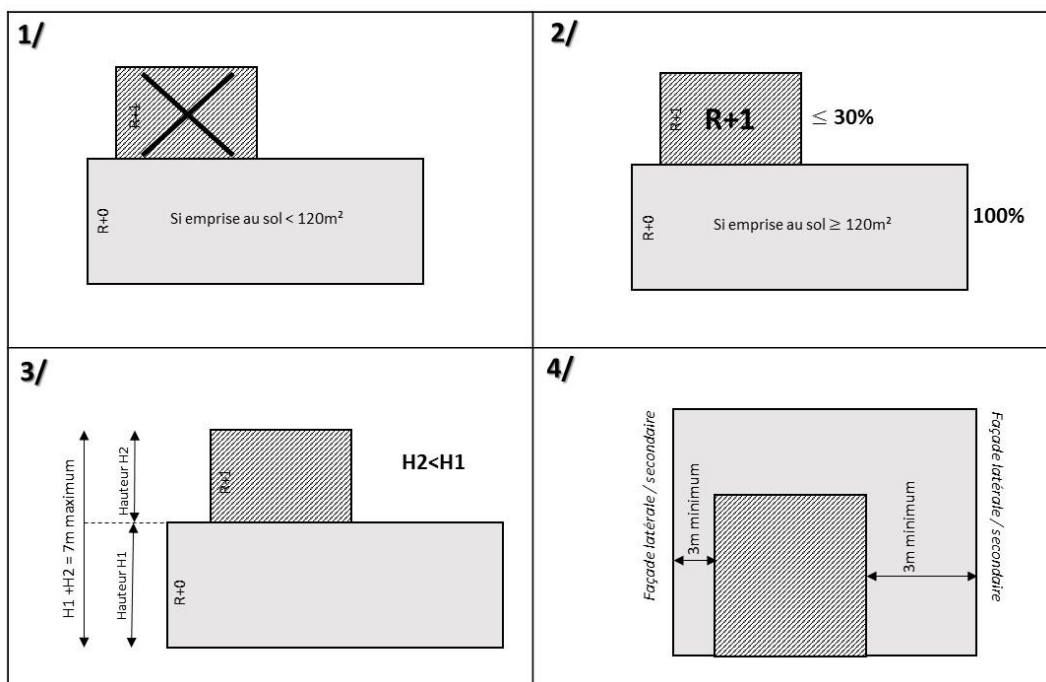 1/
R+1
R+0
Si emprise au sol < 120m²
2/
R+1
R+1
≤ 30%
R+0
Si emprise au sol ≥ 120m²
100%
3/
H1 +H2 = 7m maximum
Hauteur H2
Hauteur H1
R+1
R+0
H2<H1
4/
Façade latérale / secondaire
3m minimum
3m minimum
Façade latérale / secondaire